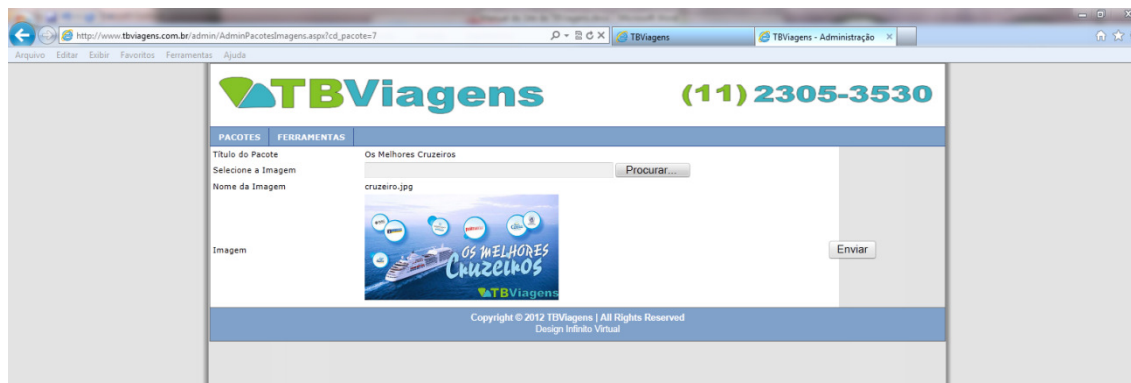 http://www.tbviagens.com.br/admin/AdminPacotesImagens.aspx?cd_pacote=7
TBViagens
TBViagens - Administração
Arquivo Editar Exibir Favoritos Ferramentas Ajuda
TBViagens (11) 2305-3530
PACOTES FERRAMENTAS
Título do Pacote Os Melhores Cruzeiros
Selecione a Imagem Procurar...
Nome da Imagem cruzeiro.jpg
OS MELHORES
Imagem Enviar
CRUZEIROS
TBViagens
Copyright © 2012 TBViagens | All Rights Reserved
Design Infinito Virtual